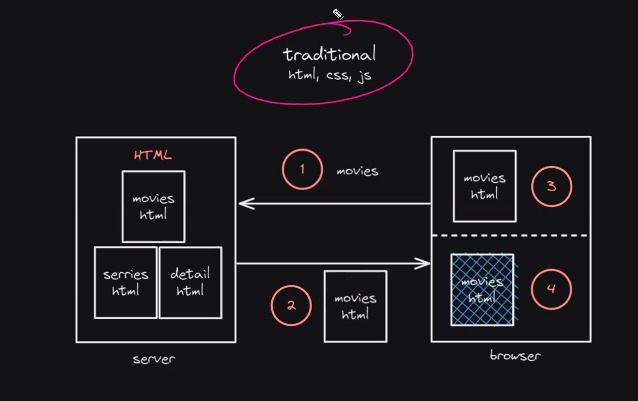 traditional
html, css, js
HTML
movies
html
serries
html
detail
html
server
1
movies
2
movies
html
movies
html
3
movies
html
4
browser